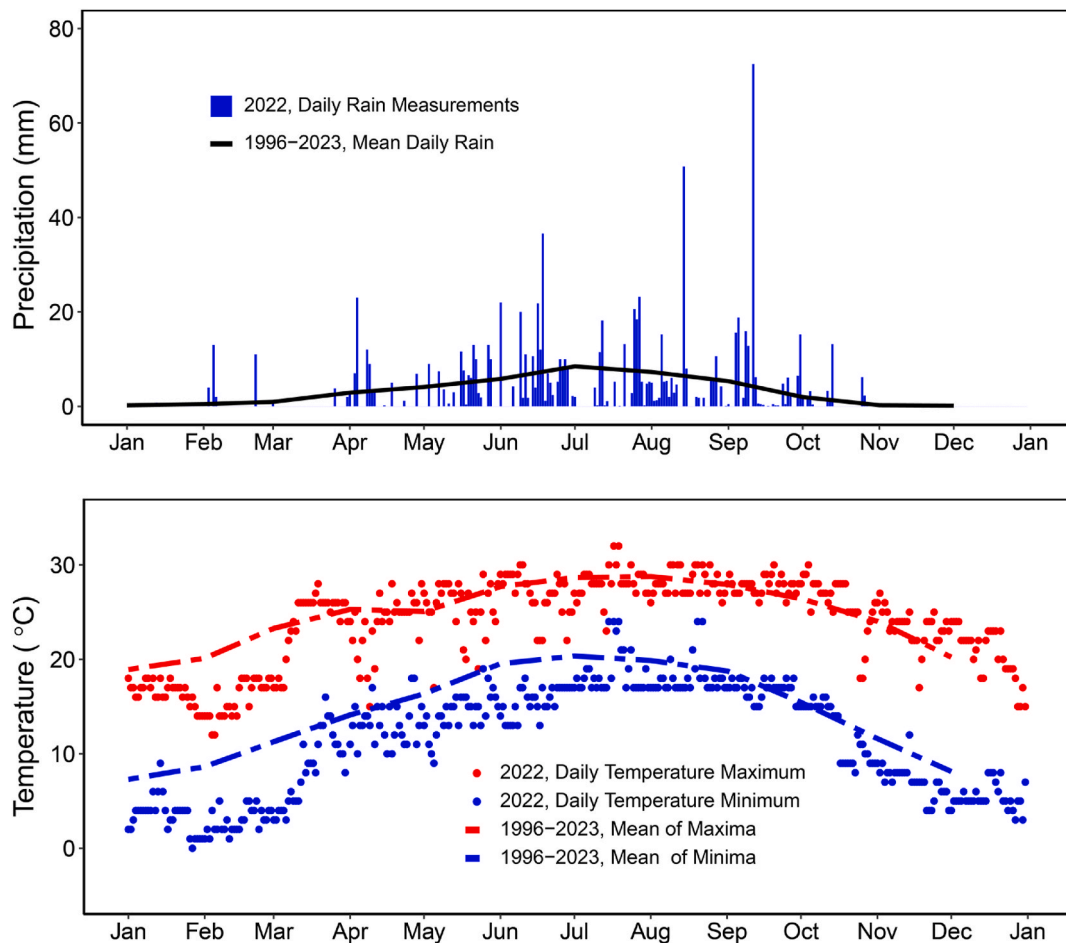 Precipitation (mm)
80
60
40
20
0
2022, Daily Rain Measurements
1996−2023, Mean Daily Rain
Jan Feb Mar Apr May Jun Jul Aug Sep Oct Nov Dec Jan
Temperature ( °C)
30
20
10
0
2022, Daily Temperature Maximum
2022, Daily Temperature Minimum
1996−2023, Mean of Maxima
1996−2023, Mean of Minima
Jan Feb Mar Apr May Jun Jul Aug Sep Oct Nov Dec Jan